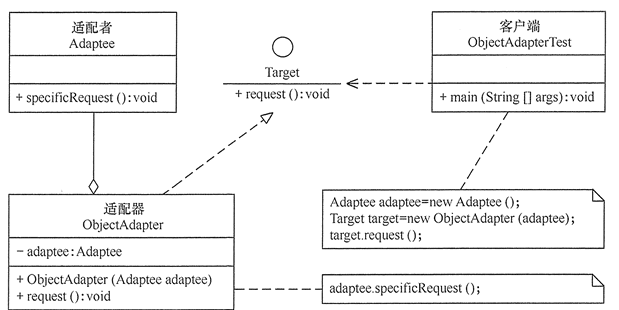 适配者
Adaptee
+ specificRequest ( ) : void
Target
+ request ( ) : void
客户端
ObjectAdapterTest
+ main (String [] args) : void
适配器
ObjectAdapter
− adaptee : Adaptee
+ ObjectAdapter (Adaptee adaptee)
+ request ( ) : void
Adaptee adaptee=new Adaptee ( );
Target target=new ObjectAdapter (adaptee);
target.request ( );
adaptee.specificRequest ( );